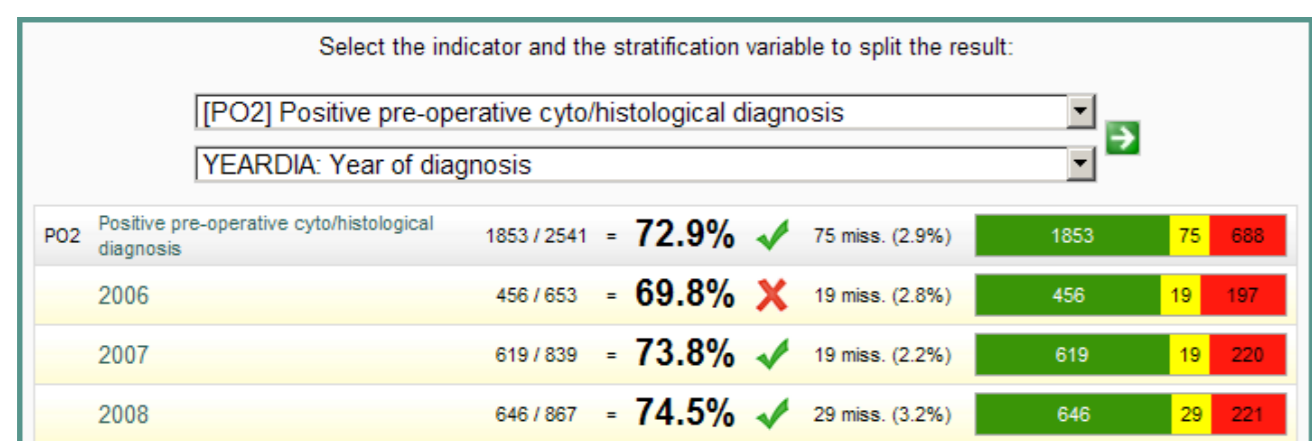 Select the indicator and the stratification variable to split the result:
[PO2] Positive pre-operative cyto/histological diagnosis
YEARDIA: Year of diagnosis
PO2 Positive pre-operative cyto/histological diagnosis 1853 / 2541 = 72.9% 75 miss. (2.9%) 1853 75 688
2006 456 / 653 = 69.8% 19 miss. (2.8%) 456 19 197
2007 619 / 839 = 73.8% 19 miss. (2.2%) 619 19 220
2008 646 / 867 = 74.5% 29 miss. (3.2%) 646 29 221